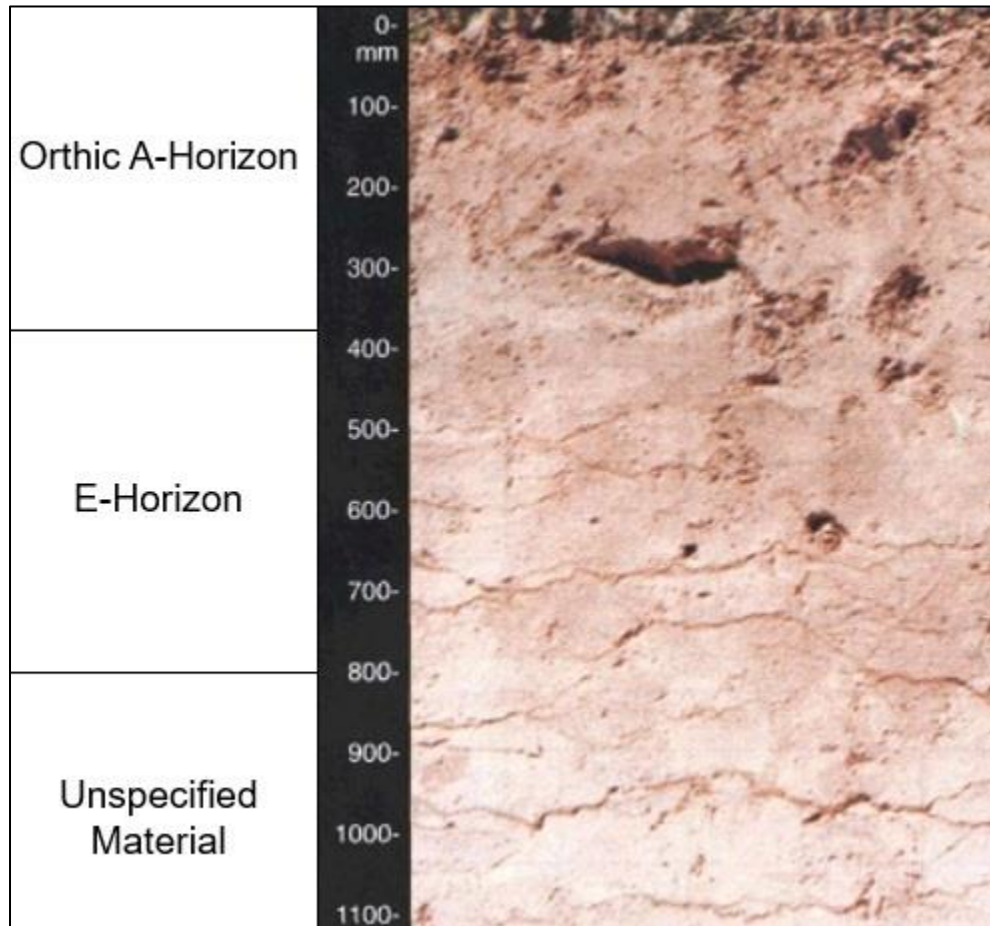 Orthic A-Horizon
E-Horizon
Unspecified
Material
0-
mm
100-
200-
300-
400-
500-
600-
700-
800-
900-
1000-
1100-